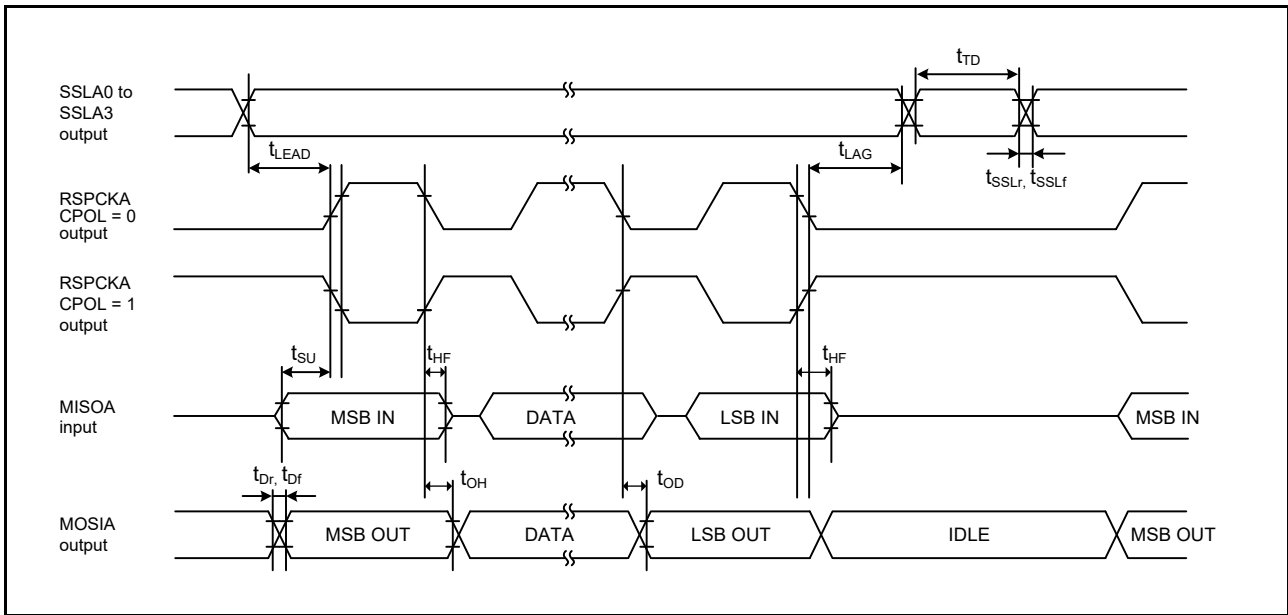 tTD
SSLA0 to
SSLA3
output
tLEAD
tLAG
tSSLr, tSSLf
RSPCKA
CPOL = 0
output
RSPCKA
CPOL = 1
output
tSU
tHF
tHF
MISOA
input
MSB IN
DATA
LSB IN
MSB IN
tDr, tDf
tOH
tOD
MOSIA
output
MSB OUT
DATA
LSB OUT
IDLE
MSB OUT